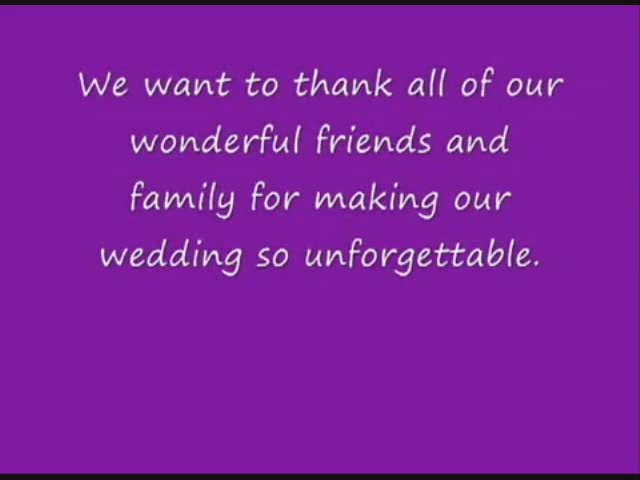 We want to thank all of our
wonderful friends and
family for making our
wedding so unforgettable.